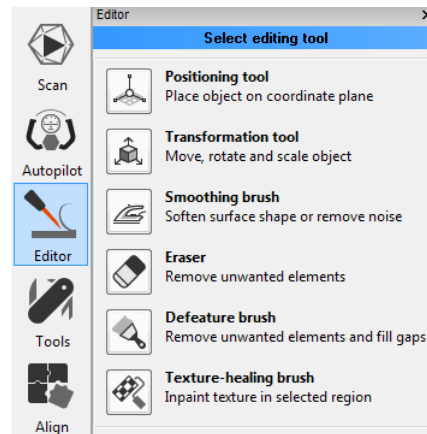 Editor
Select editing tool
Scan
Autopilot
Editor
Tools
Align
Positioning tool
Place object on coordinate plane
Transformation tool
Move, rotate and scale object
Smoothing brush
Soften surface shape or remove noise
Eraser
Remove unwanted elements
Defeature brush
Remove unwanted elements and fill gaps
Texture-healing brush
Inpaint texture in selected region